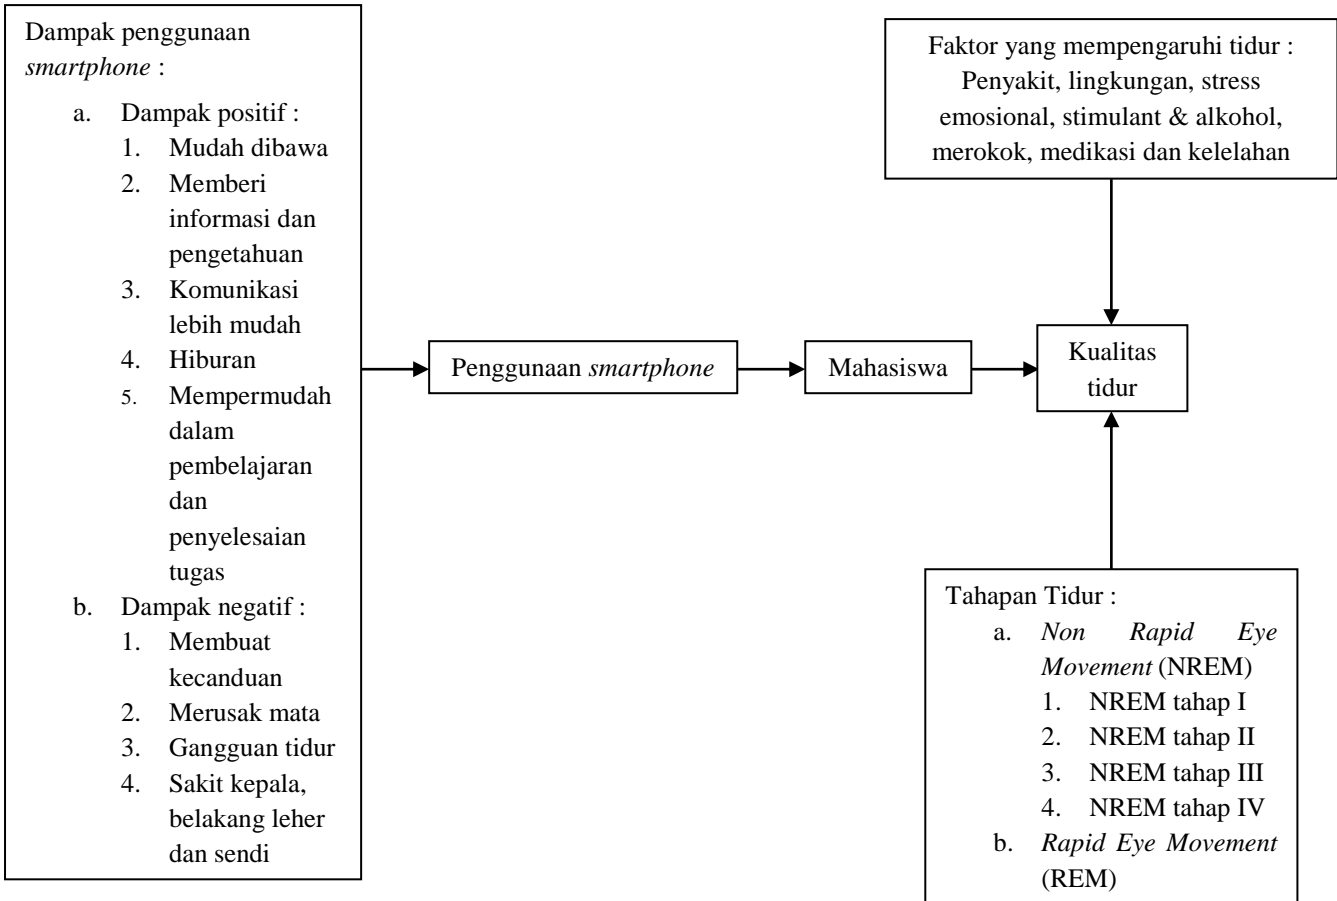 Dampak penggunaan
smartphone :
a. Dampak positif :
1. Mudah dibawa
2. Memberi
informasi dan
pengetahuan
3. Komunikasi
lebih mudah
4. Hiburan
5. Mempermudah
dalam
pembelajaran
dan
penyelesaian
tugas
b. Dampak negatif :
1. Membuat
kecanduan
2. Merusak mata
3. Gangguan tidur
4. Sakit kepala,
belakang leher
dan sendi
Penggunaan smartphone
Mahasiswa
Faktor yang mempengaruhi tidur :
Penyakit, lingkungan, stress
emosional, stimulant & alkohol,
merokok, medikasi dan kelelahan
Kualitas
tidur
Tahapan Tidur :
a. Non Rapid Eye
Movement (NREM)
1. NREM tahap I
2. NREM tahap II
3. NREM tahap III
4. NREM tahap IV
b. Rapid Eye Movement
(REM)